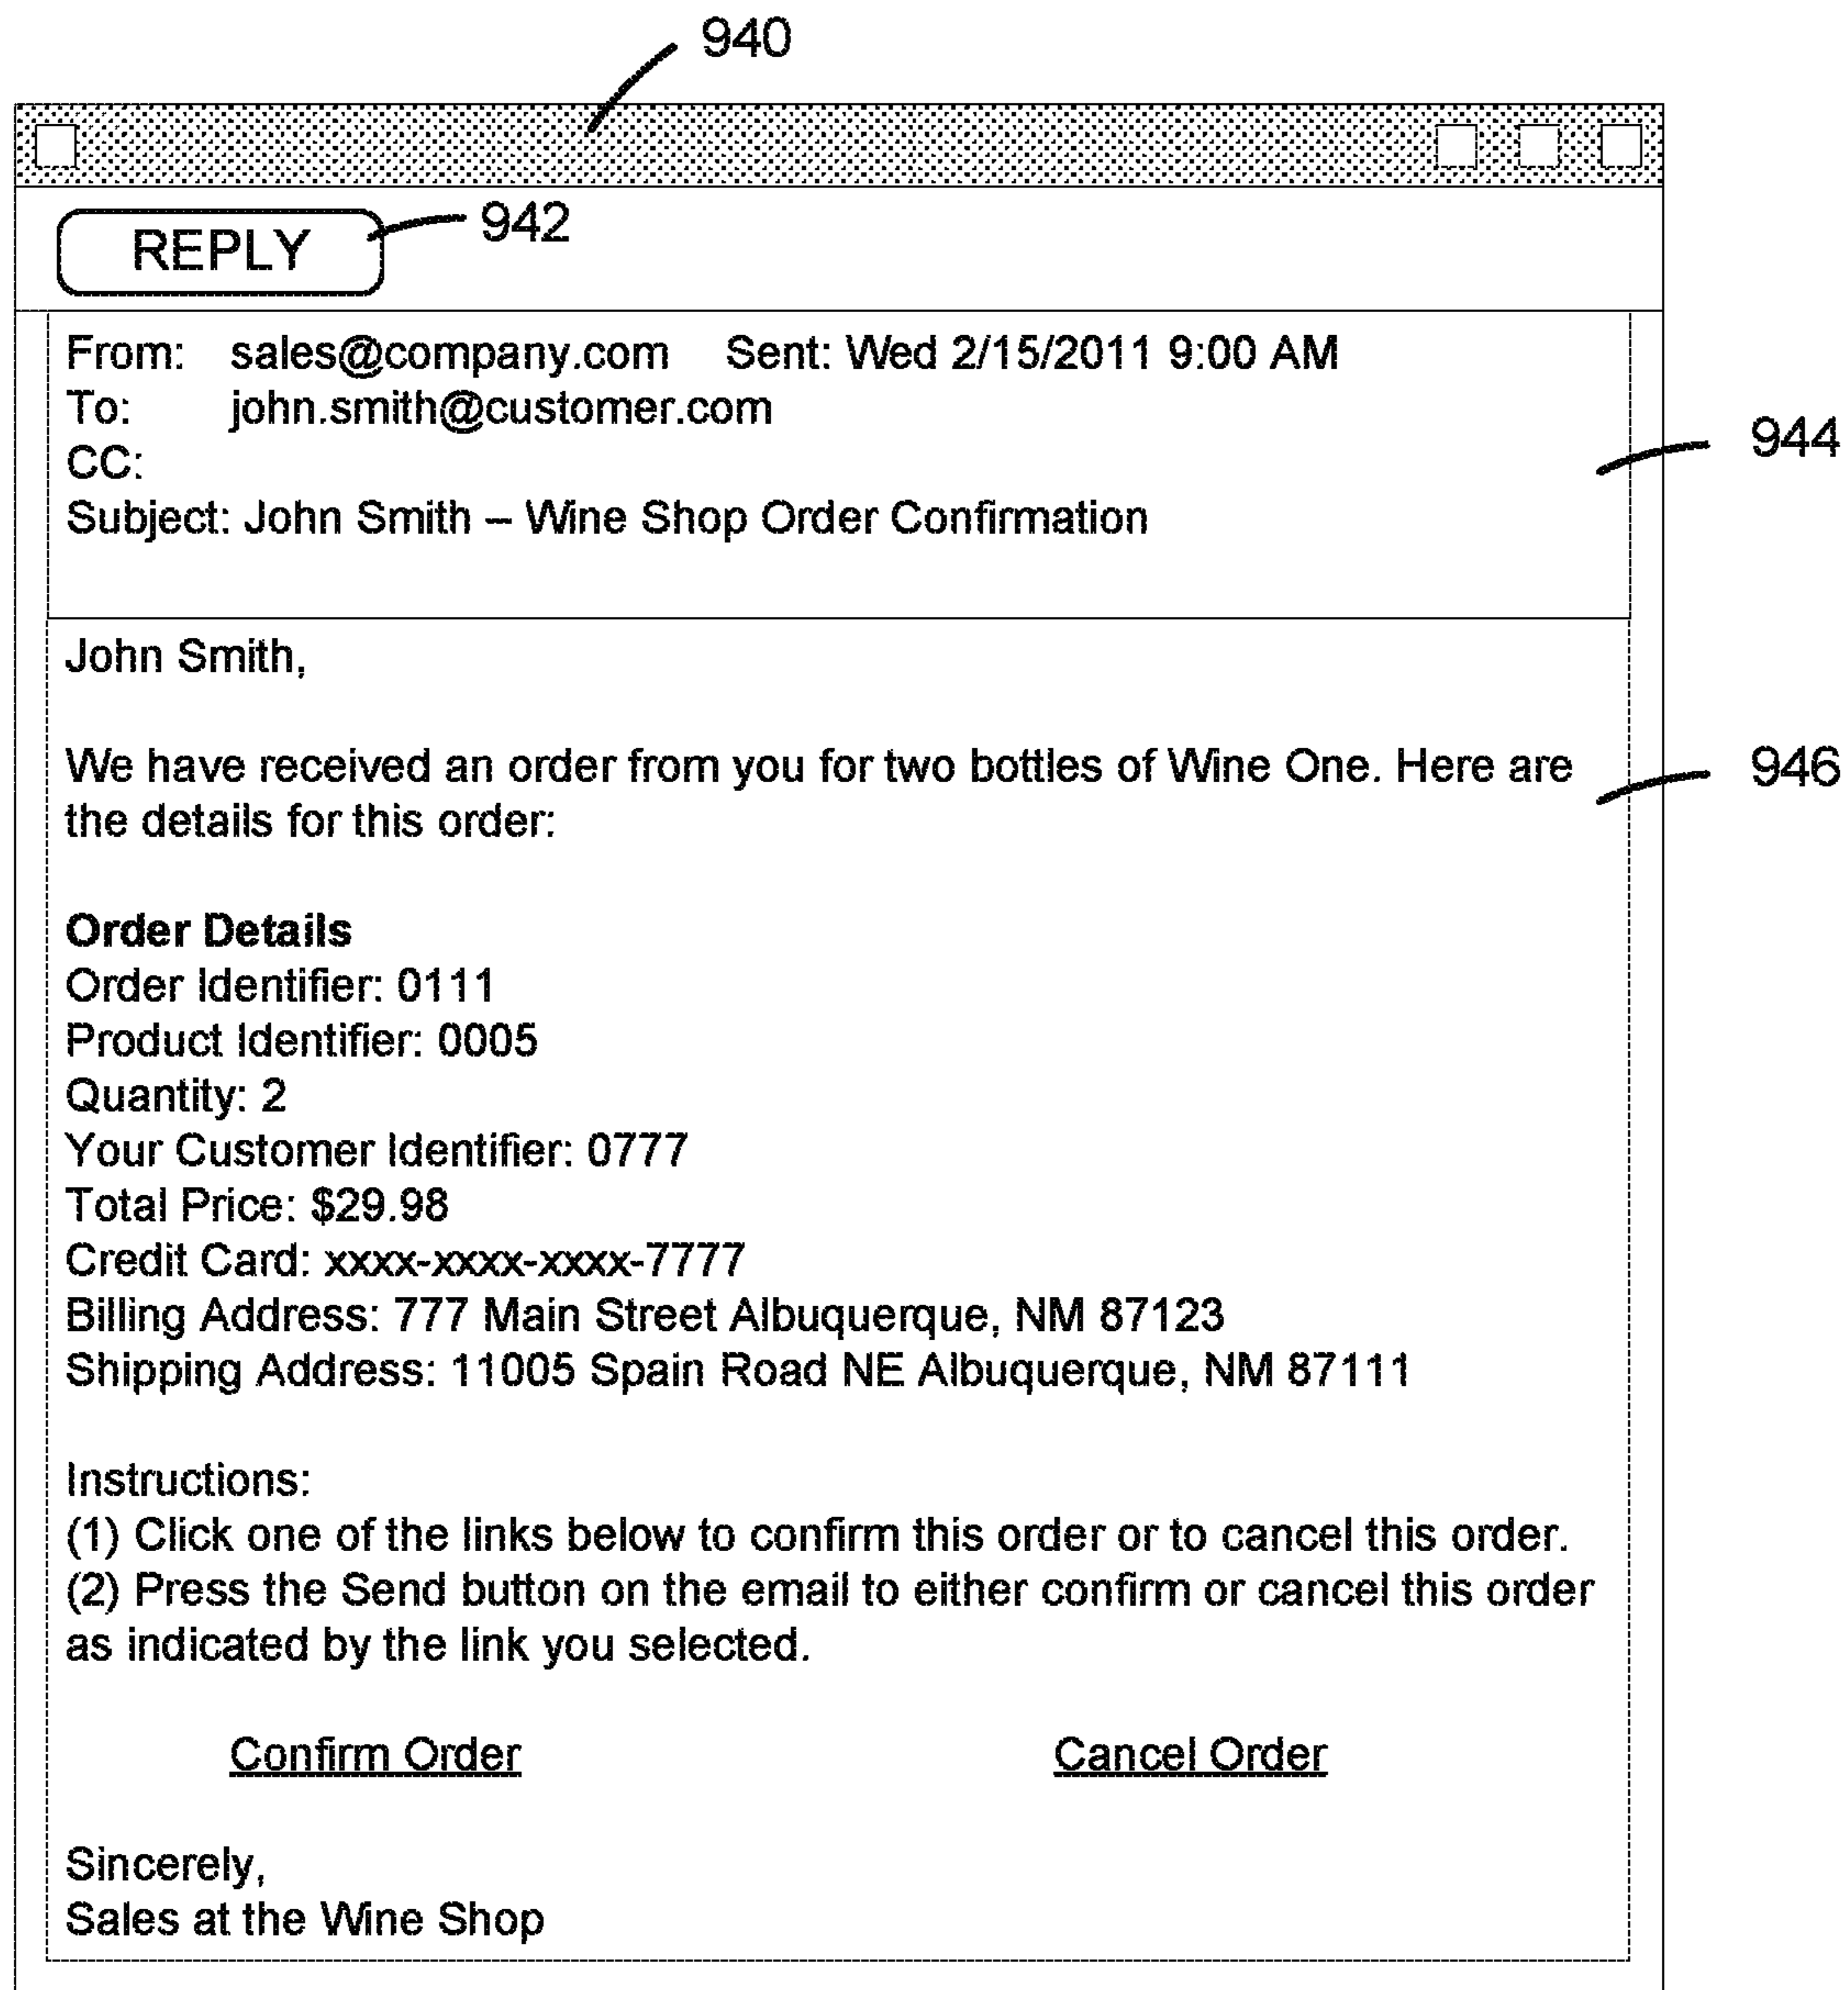 940
REPLY 942
From: sales@company.com Sent: Wed 2/15/2011 9:00 AM
To: john.smith@customer.com
CC:
944
Subject: John Smith – Wine Shop Order Confirmation
John Smith,
We have received an order from you for two bottles of Wine One. Here are
946
the details for this order:
Order Details
Order Identifier: 0111
Product Identifier: 0005
Quantity: 2
Your Customer Identifier: 0777
Total Price: $29.98
Credit Card: xxxx-xxxx-xxxx-7777
Billing Address: 777 Main Street Albuquerque, NM 87123
Shipping Address: 11005 Spain Road NE Albuquerque, NM 87111
Instructions:
(1) Click one of the links below to confirm this order or to cancel this order.
(2) Press the Send button on the email to either confirm or cancel this order
as indicated by the link you selected.
Confirm Order Cancel Order
Sincerely,
Sales at the Wine Shop